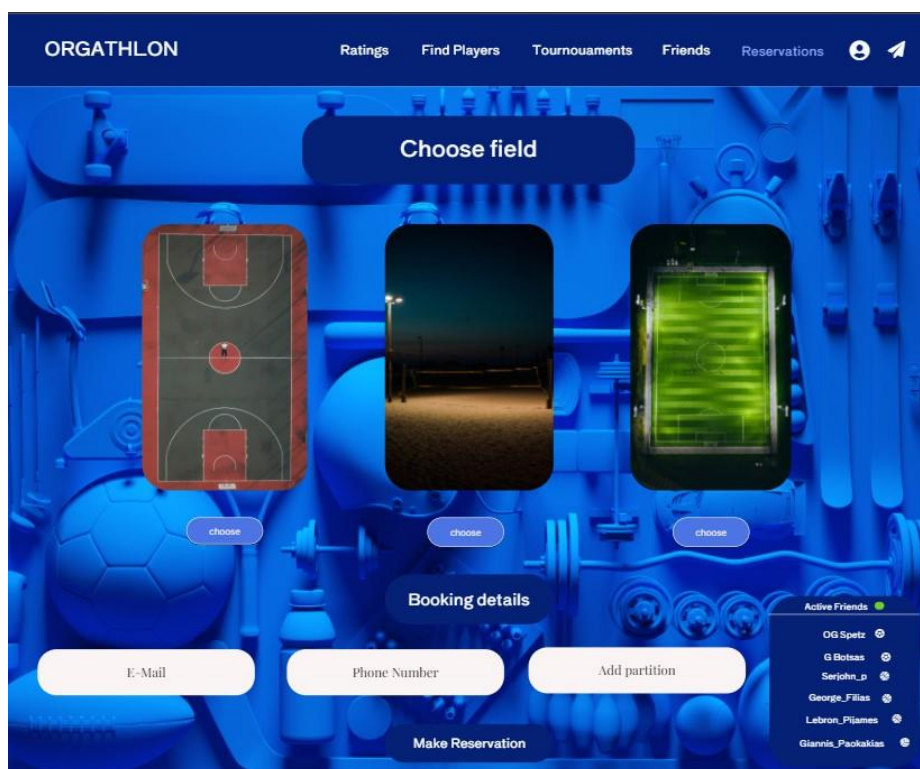 ORGATHLON
Ratings Find Players Tournouaments Friends Reservations
Choose field
choose choose choose
Booking details
Active Friends
OG Spetz
G Botsas
Serjohn_p
George_Filias
Lebron_Pijames
Giannis_Paokakias
E-Mail Phone Number Add partition
Make Reservation